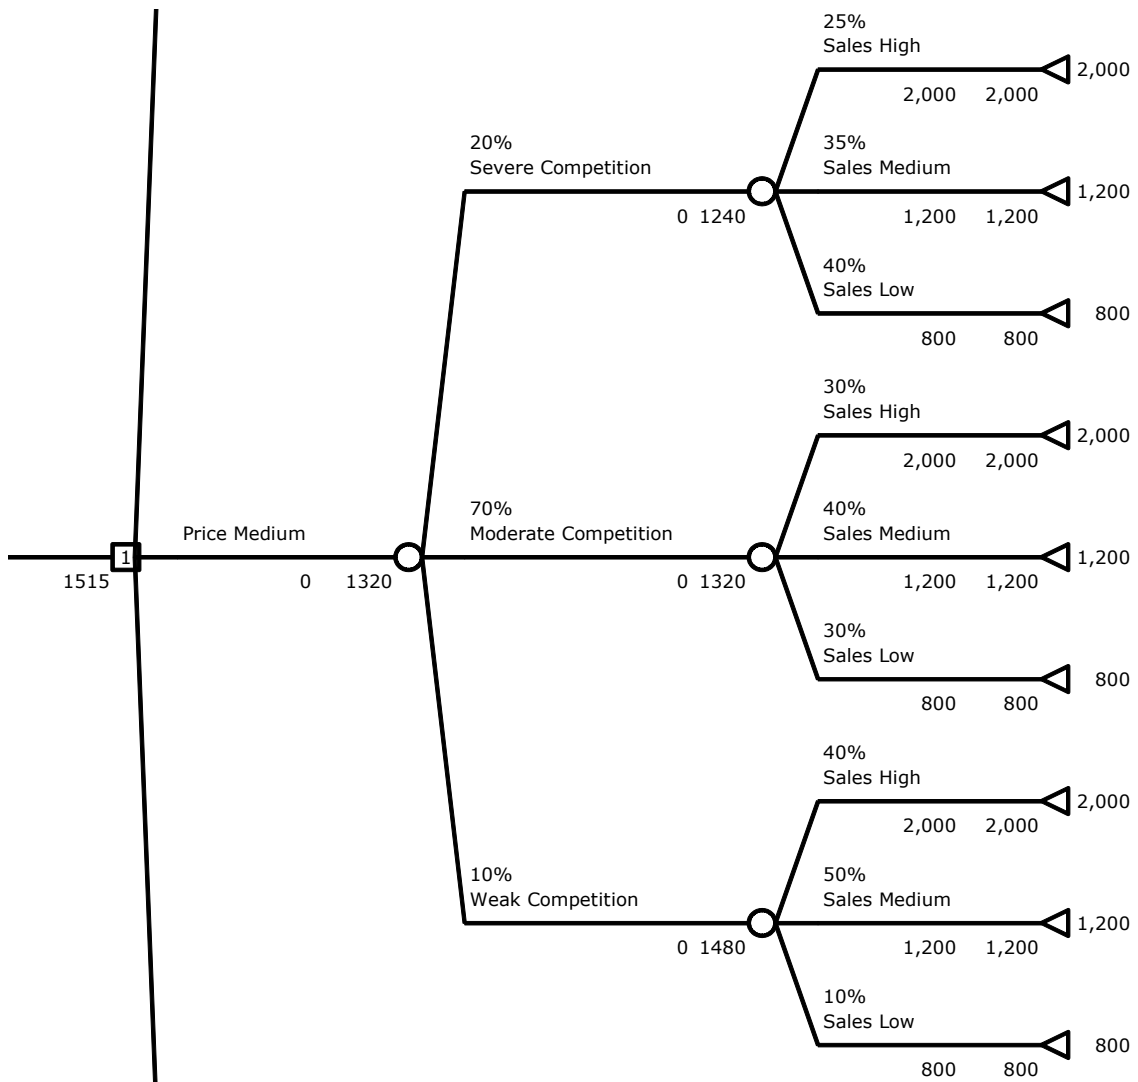 25%
Sales High
2,000
2,000 2,000
20%
Severe Competition
35%
Sales Medium
1,200
0 1240
1,200 1,200
40%
Sales Low
800
800 800
30%
Sales High
2,000
2,000 2,000
Price Medium
70%
Moderate Competition
40%
Sales Medium
1
1,200
1515
0 1320
0 1320
1,200 1,200
30%
Sales Low
800
800 800
40%
Sales High
2,000
2,000 2,000
10%
Weak Competition
50%
Sales Medium
1,200
0 1480
1,200 1,200
10%
Sales Low
800
800 800